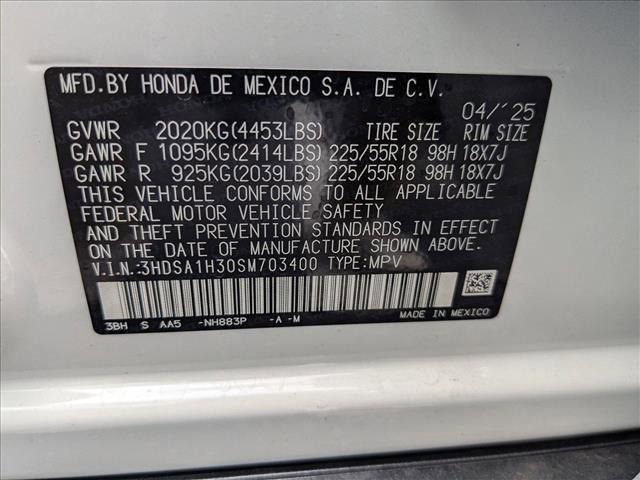 MFD.BY HONDA DE MEXICO S.A. DE C.V.
04/'25
GVWR 2020KG(4453LBS) TIRE SIZE RIM SIZE
GAWR F 1095KG(2414LBS) 225/55R18 98H 18X7J
GAWR R 925KG(2039LBS) 225/55R18 98H 18X7J
THIS VEHICLE CONFORMS TO ALL APPLICABLE
FEDERAL MOTOR VEHICLE SAFETY
AND THEFT PREVENTION STANDARDS IN EFFECT
ON THE DATE OF MANUFACTURE SHOWN ABOVE.
V.I.N.:3HDSA1H30SM703400 TYPE:MPV
3BH S AA5 -NH883P -A -M MADE IN MEXICO